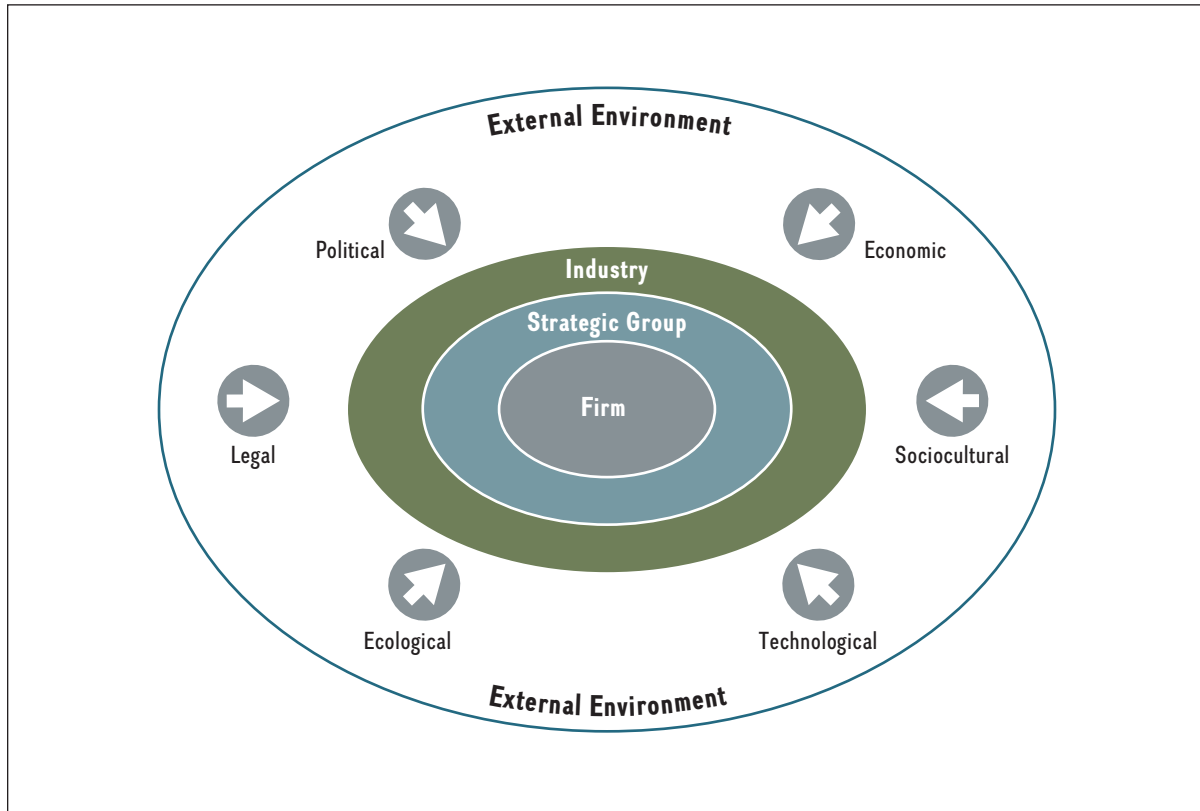 External Environment
Political
Economic
Industry
Strategic Group
Firm
Legal
Sociocultural
Ecological
Technological
External Environment